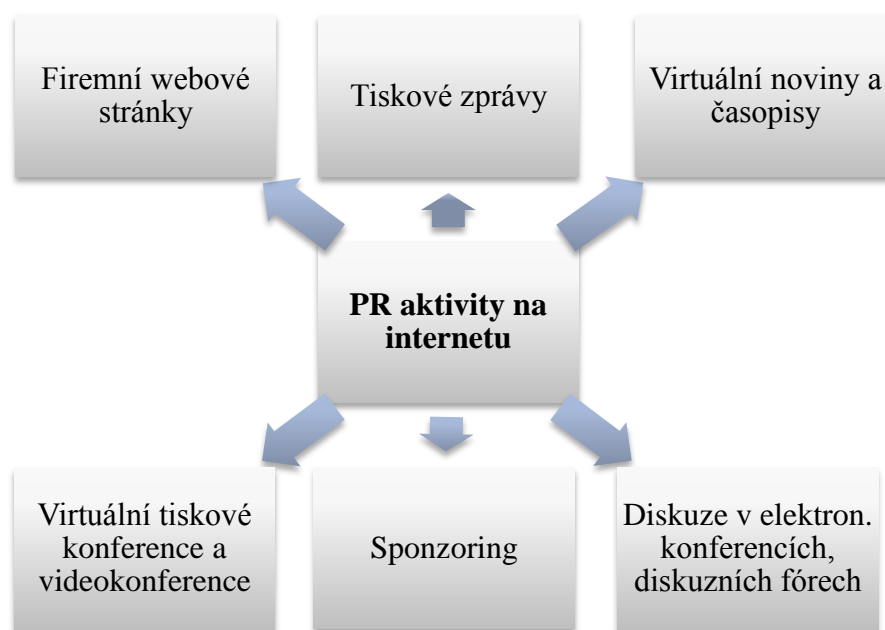 Firemní webové
stránky
Tiskové zprávy
Virtuální noviny a
časopisy
PR aktivity na
internetu
Virtuální tiskové
konference a
videokonference
Sponzoring
Diskuze v elektron.
konferencích,
diskuzních fórech